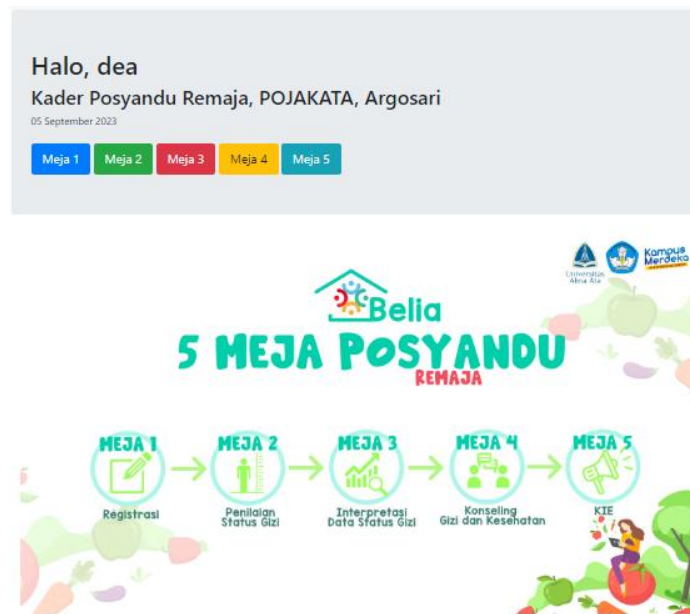 Halo, dea
Kader Posyandu Remaja, POJAKATA, Argosari
05 September 2023
Meja 1 Meja 2 Meja 3 Meja 4 Meja 5
Universitas
Alma Ata
Kampus
Merdeka
Belia
5 MEJA POSYANDU
REMAJA
MEJA 1 MEJA 2 MEJA 3 MEJA 4 MEJA 5
Registrasi Penilaian Interpretasi Konseling KIE
Status Gizi Data Status Gizi Gizi dan Kesehatan